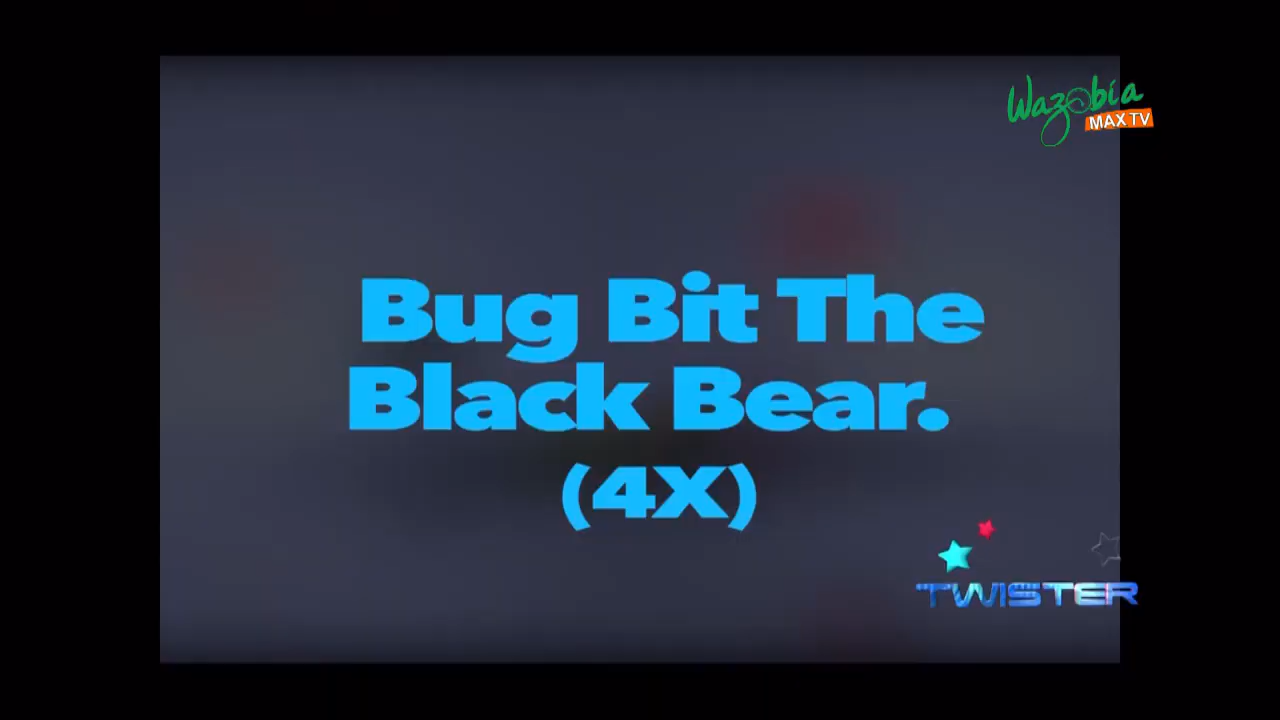 Wazobia
MAX TV
Bug Bit The
Black Bear.
(4X)
TWISTER